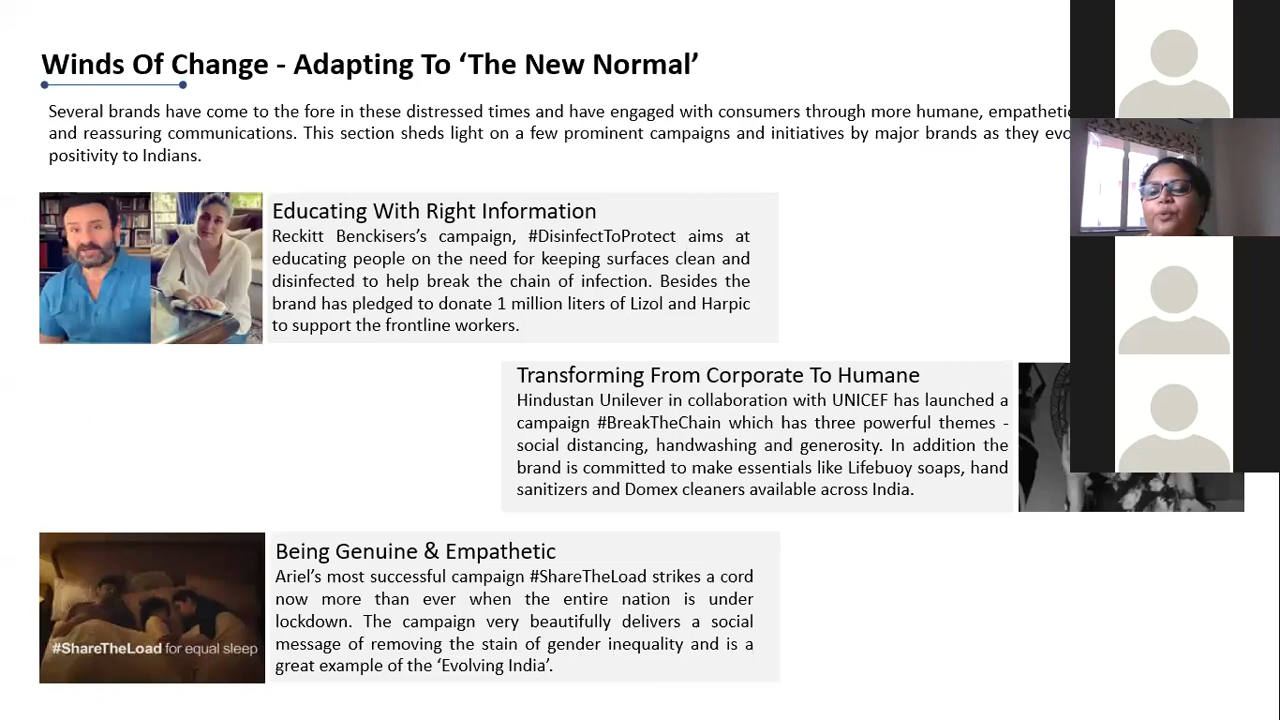 Winds Of Change - Adapting To ‘The New Normal’
Several brands have come to the fore in these distressed times and have engaged with consumers through more humane,
and reassuring communications. This section sheds light on a few prominent campaigns and initiatives by major brands as they
positivity to Indians.
Educating With Right Information
Reckitt Benckisers’s campaign, #DisinfectToProtect aims at
educating people on the need for keeping surfaces clean and
disinfected to help break the chain of infection. Besides the
brand has pledged to donate 1 million liters of Lizol and Harpic
to support the frontline workers.
Transforming From Corporate To Humane
Hindustan Unilever in collaboration with UNICEF has launched a
campaign #BreakTheChain which has three powerful themes -
social distancing, handwashing and generosity. In addition the
brand is committed to make essentials like Lifebuoy soaps, hand
sanitizers and Domex cleaners available across India.
Being Genuine & Empathetic
Ariel’s most successful campaign #ShareTheLoad strikes a cord
now more than ever when the entire nation is under
lockdown. The campaign very beautifully delivers a social
message of removing the stain of gender inequality and is a
great example of the ‘Evolving India’.
#ShareTheLoad for equal sleep